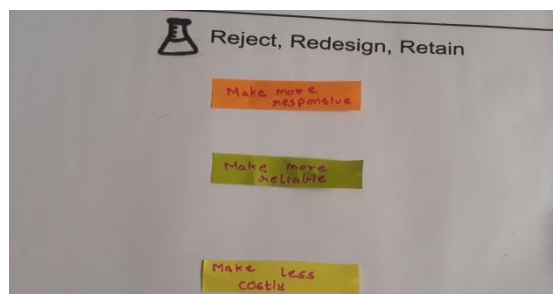 Reject, Redesign, Retain
Make more
responsive
Make more
reliable
Make less
costly